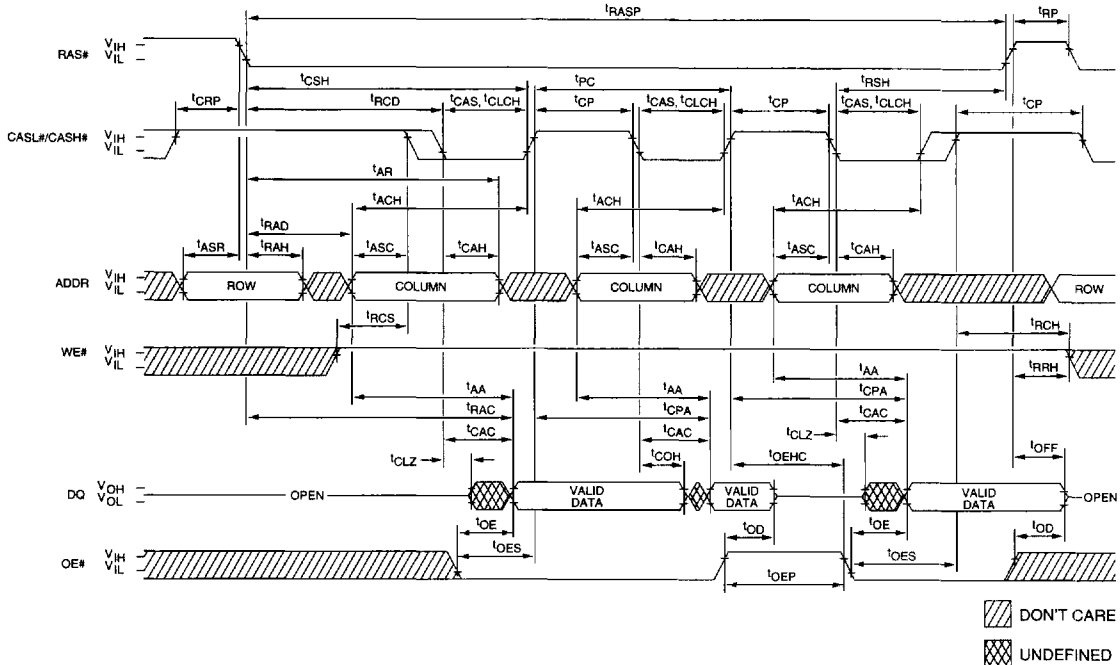 tRASP
tRP
RAS# VIH VIL
tCSH
tPC
tRSH
tCRP
tRCD
tCAS, tCLCH
tCP
tCAS, tCLCH
tCP
tCAS, tCLCH
tCP
CASL#/CASH# VIH VIL
tAR
tACH
tACH
tACH
tRAD
tASR
tRAH
tASC
tCAH
tASC
tCAH
tASC
tCAH
ADDR VIH VIL
ROW
COLUMN
COLUMN
COLUMN
ROW
tRCS
tRCH
WE# VIH VIL
tRRH
tAA
tAA
tAA
tRAC
tCPA
tCPA
tCAC
tCAC
tCAC
tCLZ
tCLZ
tCOH
tOEHC
tOFF
DQ VOH VOL
OPEN
VALID DATA
VALID DATA
VALID DATA
OPEN
tOE
tOES
tOD
tOE
tOES
tOD
OE# VIH VIL
tOEP
DON'T CARE
UNDEFINED